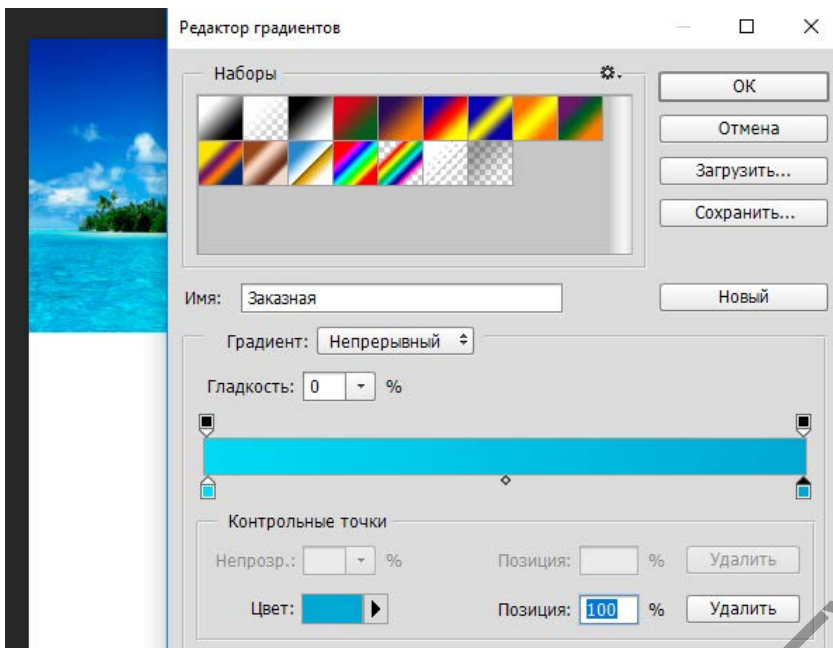 Редактор градиентов
Наборы
ОК
Отмена
Загрузить...
Сохранить...
Имя: Заказная
Новый
Градиент: Непрерывный
Гладкость: 0 %
Контрольные точки
Непрозр.: % Позиция: % Удалить
Цвет: Позиция: 100 % Удалить